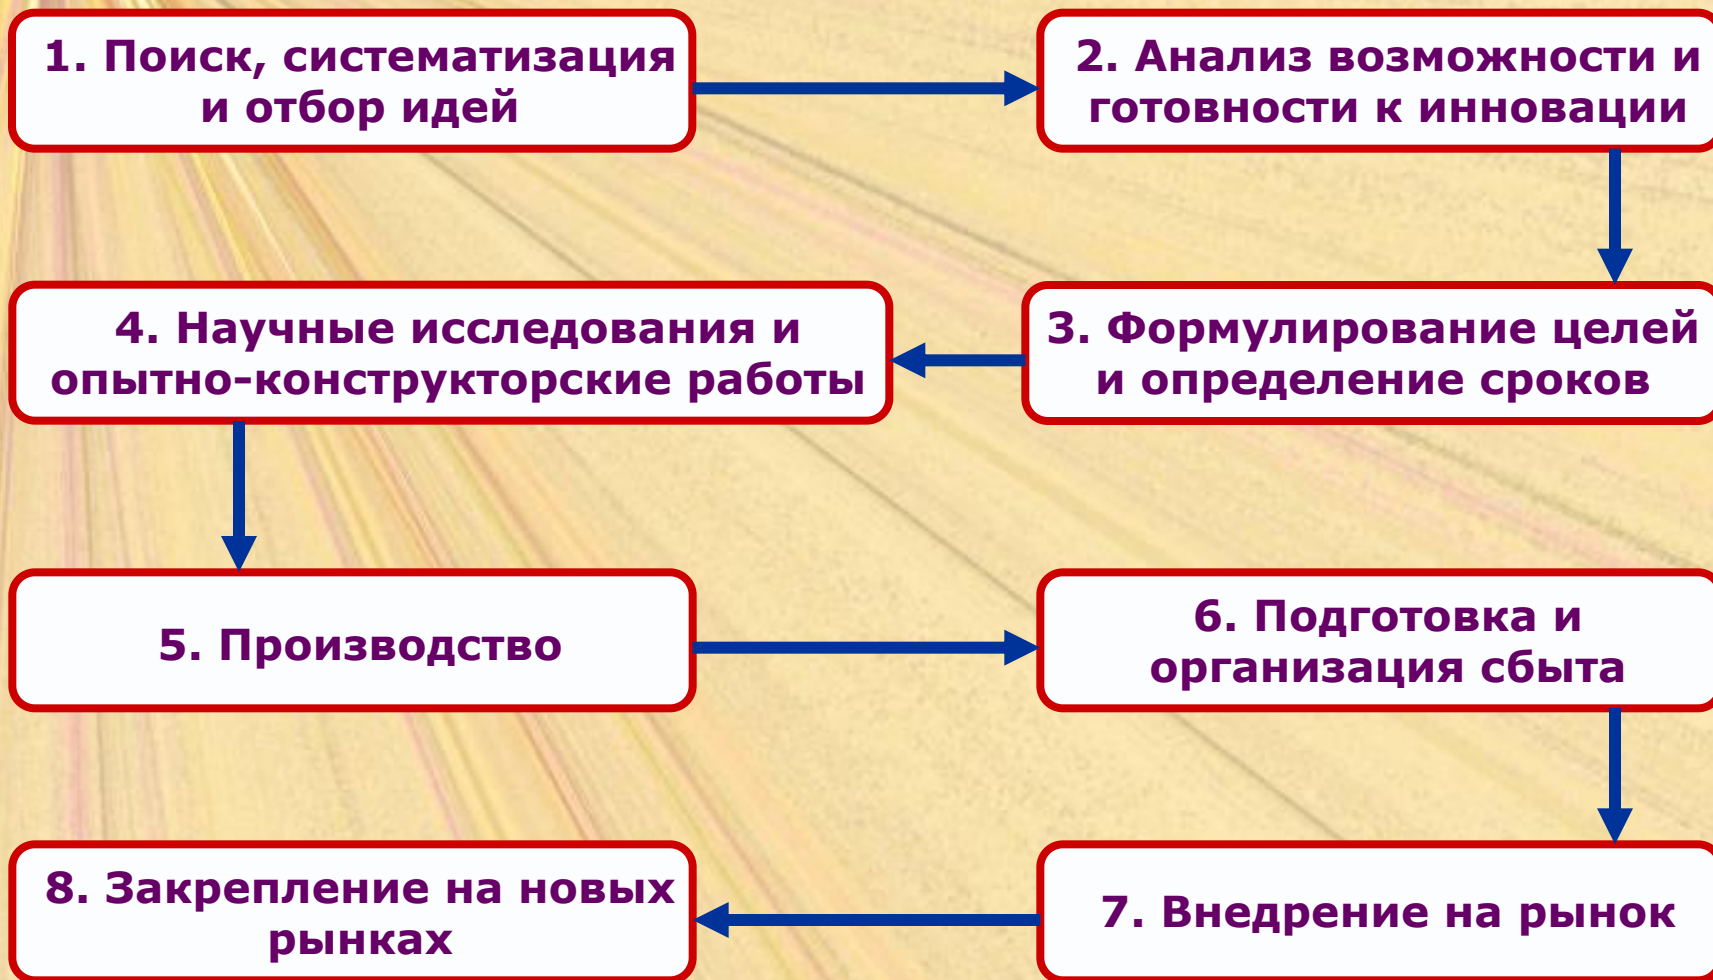 1. Поиск, систематизация
и отбор идей
2. Анализ возможности и
готовности к инновации
3. Формулирование целей
и определение сроков
4. Научные исследования и
опытно-конструкторские работы
5. Производство
6. Подготовка и
организация сбыта
7. Внедрение на рынок
8. Закрепление на новых
рынках